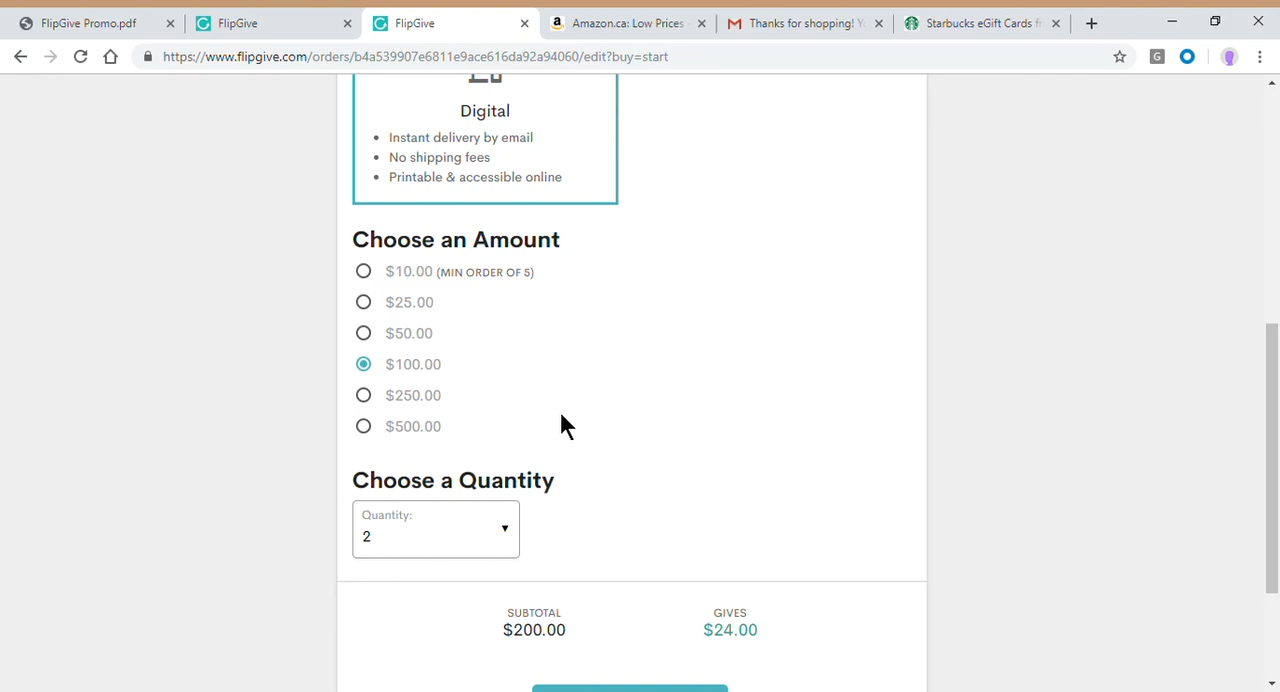 FlipGive Promo.pdf
FlipGive
FlipGive
Amazon.ca: Low Prices
Thanks for shopping! Y
Starbucks eGift Cards f
https://www.flipgive.com/orders/b4a539907e6811e9ace616da92a94060/edit?buy=start
G
Digital
• Instant delivery by email
• No shipping fees
• Printable & accessible online
Choose an Amount
$10.00 (MIN ORDER OF 5)
$25.00
$50.00
$100.00
$250.00
$500.00
Choose a Quantity
Quantity:
2
SUBTOTAL
$200.00
GIVES
$24.00